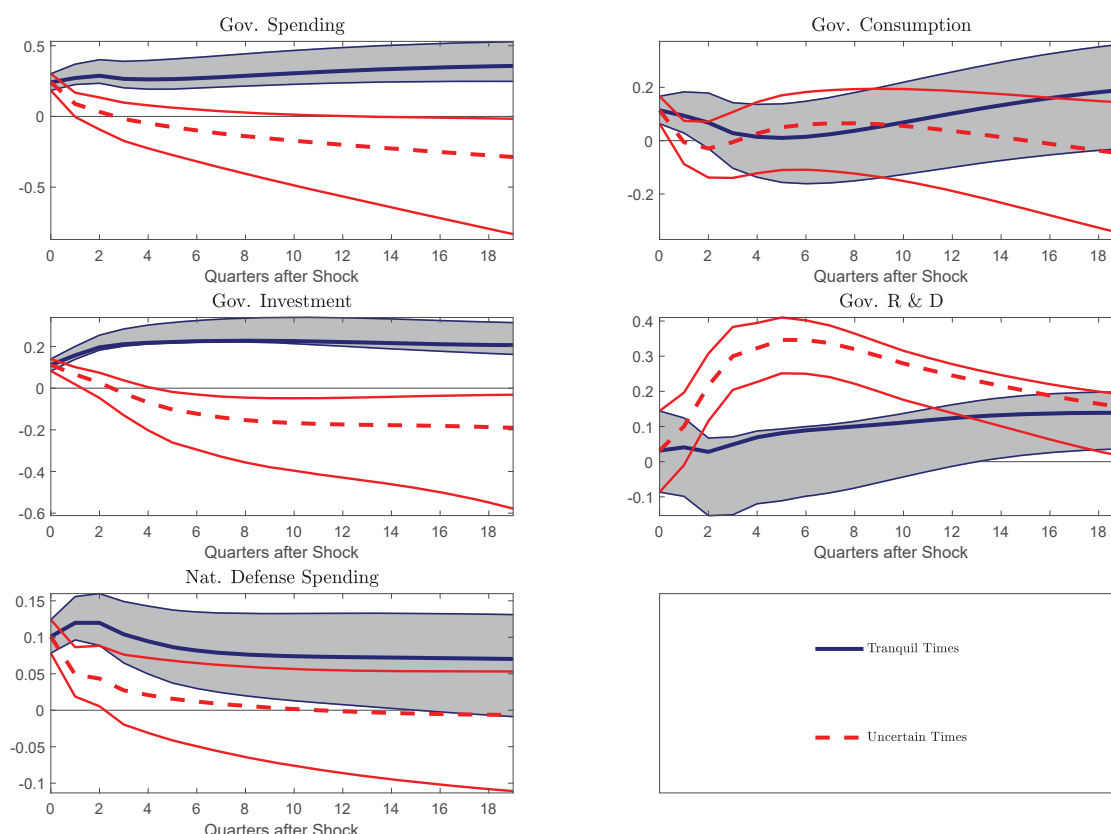 Gov. Spending
0.5
0
-0.5
0 2 4 6 8 10 12 14 16 18
Quarters after Shock
Gov. Consumption
0.2
0
-0.2
0 2 4 6 8 10 12 14 16 18
Quarters after Shock
Gov. Investment
0.2
0
-0.2
-0.4
-0.6
0 2 4 6 8 10 12 14 16 18
Quarters after Shock
Gov. R & D
0.4
0.3
0.2
0.1
0
-0.1
0 2 4 6 8 10 12 14 16 18
Quarters after Shock
Nat. Defense Spending
0.15
0.1
0.05
0
-0.05
-0.1
0 2 4 6 8 10 12 14 16 18
Quarters after Shock
Tranquil Times
Uncertain Times